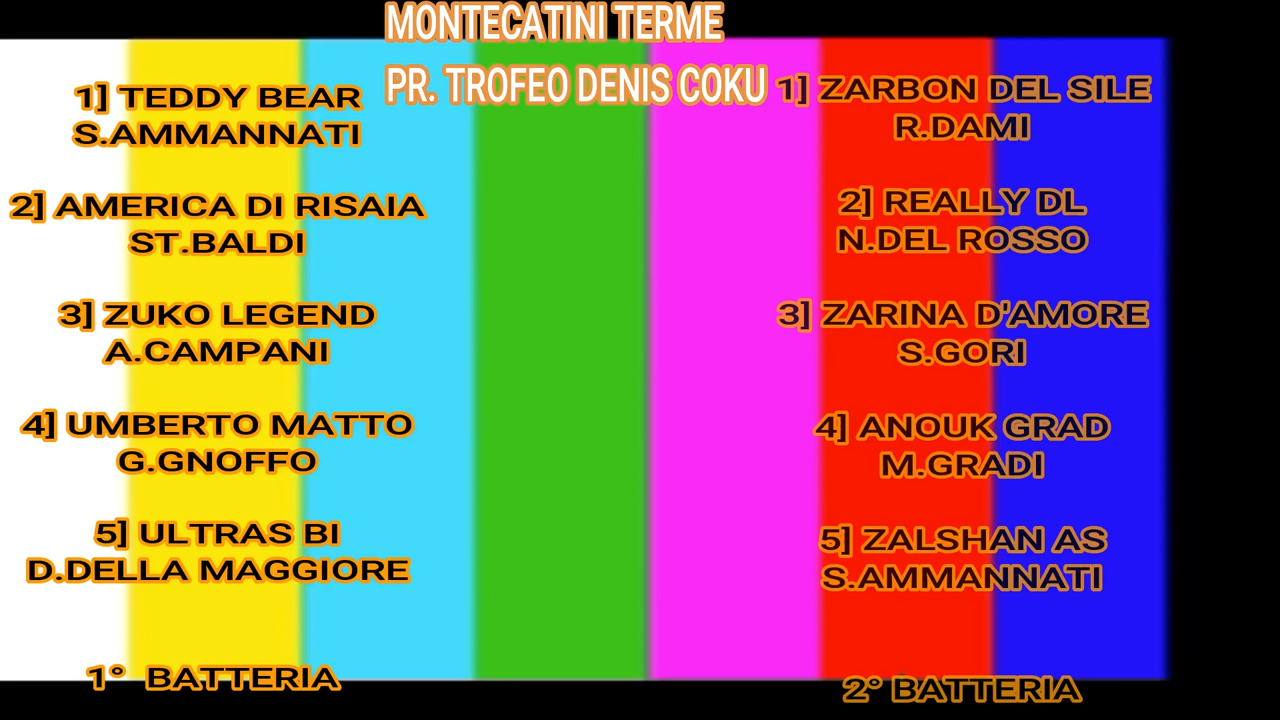 MONTECATINI TERME
PR. TROFEO DENIS COKU
1] TEDDY BEAR
S.AMMANNATI
2] AMERICA DI RISAIA
ST.BALDI
3] ZUKO LEGEND
A.CAMPANI
4] UMBERTO MATTO
G.GNOFFO
5] ULTRAS BI
D.DELLA MAGGIORE
1° BATTERIA
1] ZARBON DEL SILE
R.DAMI
2] REALLY DL
N.DEL ROSSO
3] ZARINA D'AMORE
S.GORI
4] ANOUK GRAD
M.GRADI
5] ZALSHAN AS
S.AMMANNATI
2° BATTERIA